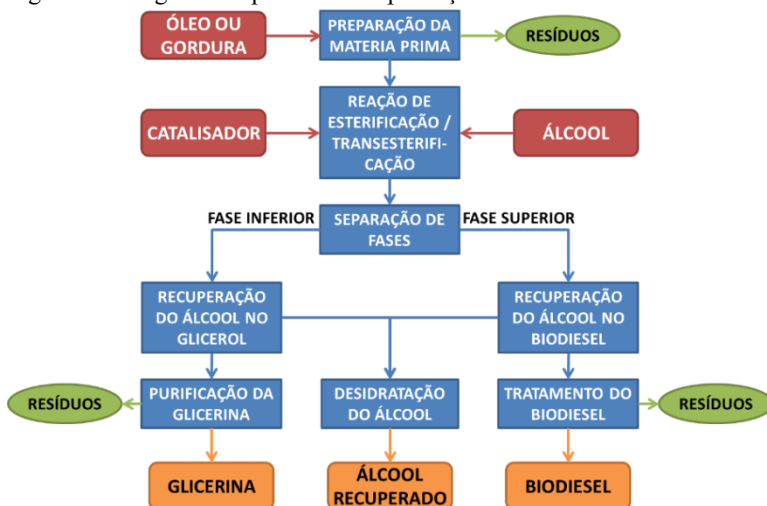 ÓLEO OU
GORDURA
PREPARAÇÃO DA
MATERIA PRIMA
RESÍDUOS
CATALISADOR
REAÇÃO DE
ESTERIFICAÇÃO /
TRANSESTERIFI-
CAÇÃO
ÁLCOOL
FASE INFERIOR
SEPARAÇÃO DE
FASES
FASE SUPERIOR
RECUPERAÇÃO
DO ÁLCOOL NO
GLICEROL
RECUPERAÇÃO
DO ÁLCOOL NO
BIODIESEL
RESÍDUOS
PURIFICAÇÃO DA
GLICERINA
DESIDRATAÇÃO
DO ÁLCOOL
TRATAMENTO DO
BIODIESEL
RESÍDUOS
GLICERINA
ÁLCOOL
RECUPERADO
BIODIESEL